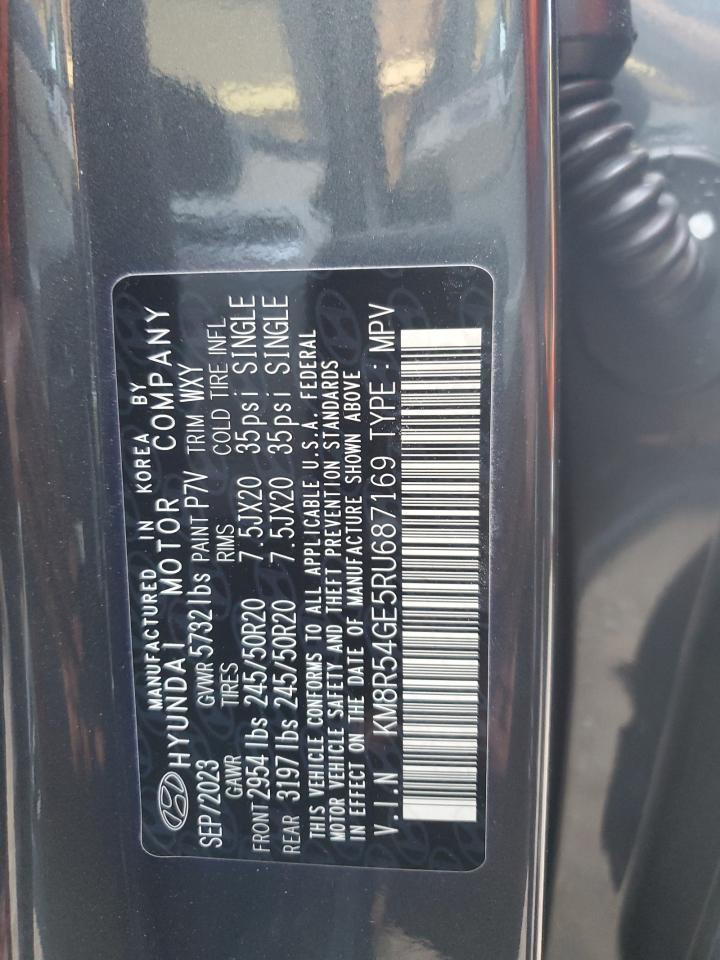 MANUFACTURED IN KOREA BY
HYUNDAI MOTOR COMPANY
SEP/2023 GVWR 5732 lbs PAINT P7V TRIM WXY
GAWR TIRES RIMS COLD TIRE INFL
FRONT 2954 lbs 245/50R20 7.5JX20 35psi SINGLE
REAR 3197 lbs 245/50R20 7.5JX20 35psi SINGLE
THIS VEHICLE CONFORMS TO ALL APPLICABLE U.S.A. FEDERAL
MOTOR VEHICLE SAFETY AND THEFT PREVENTION STANDARDS
IN EFFECT ON THE DATE OF MANUFACTURE SHOWN ABOVE
V.I.N KM8R54GE5RU687169 TYPE : MPV